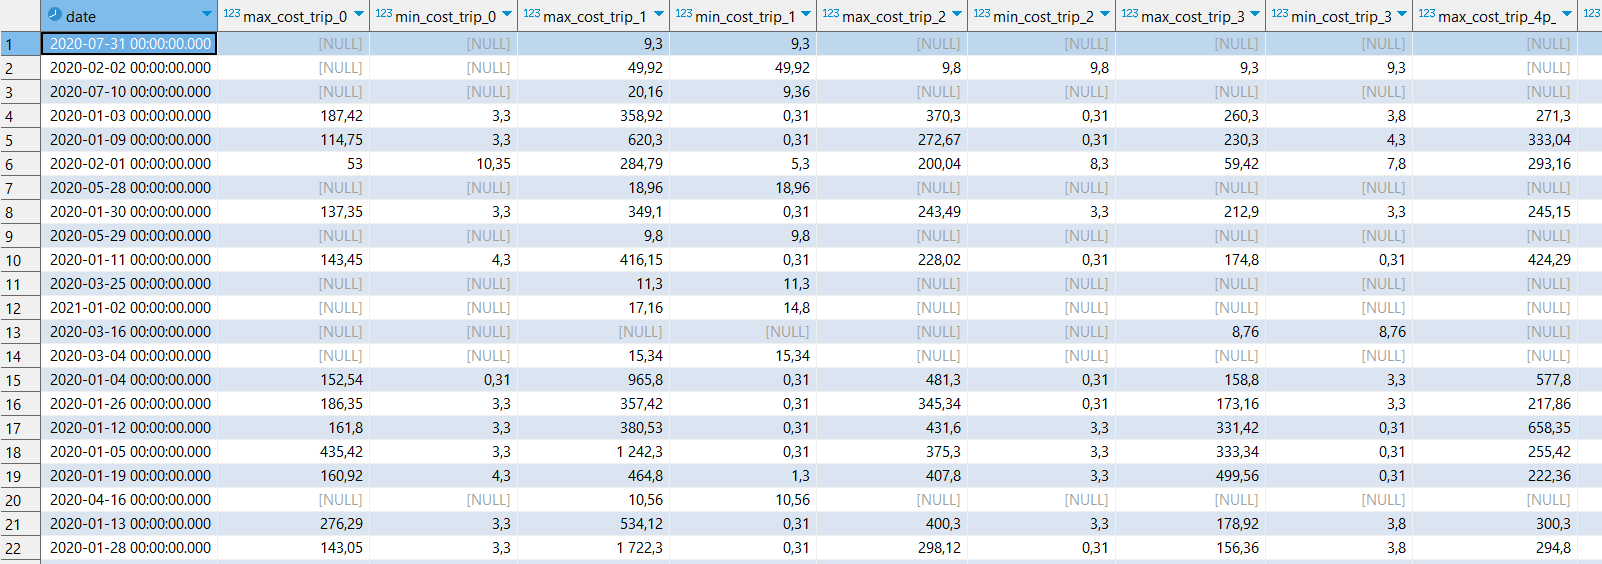 date 123 max_cost_trip_0 123 min_cost_trip_0 123 max_cost_trip_1 123 min_cost_trip_1 123 max_cost_trip_2 123 min_cost_trip_2 123 max_cost_trip_3 123 min_cost_trip_3 123 max_cost_trip_4p_ 123
1 2020-07-31 00:00:00.000 [NULL] [NULL] 9,3 9,3 [NULL] [NULL] [NULL] [NULL] [NULL]
2 2020-02-02 00:00:00.000 [NULL] [NULL] 49,92 49,92 9,8 9,8 9,3 9,3 [NULL]
3 2020-07-10 00:00:00.000 [NULL] [NULL] 20,16 9,36 [NULL] [NULL] [NULL] [NULL] [NULL]
4 2020-01-03 00:00:00.000 187,42 3,3 358,92 0,31 370,3 0,31 260,3 3,8 271,3
5 2020-01-09 00:00:00.000 114,75 3,3 620,3 0,31 272,67 0,31 230,3 4,3 333,04
6 2020-02-01 00:00:00.000 53 10,35 284,79 5,3 200,04 8,3 59,42 7,8 293,16
7 2020-05-28 00:00:00.000 [NULL] [NULL] 18,96 18,96 [NULL] [NULL] [NULL] [NULL] [NULL]
8 2020-01-30 00:00:00.000 137,35 3,3 349,1 0,31 243,49 3,3 212,9 3,3 245,15
9 2020-05-29 00:00:00.000 [NULL] [NULL] 9,8 9,8 [NULL] [NULL] [NULL] [NULL] [NULL]
10 2020-01-11 00:00:00.000 143,45 4,3 416,15 0,31 228,02 0,31 174,8 0,31 424,29
11 2020-03-25 00:00:00.000 [NULL] [NULL] 11,3 11,3 [NULL] [NULL] [NULL] [NULL] [NULL]
12 2021-01-02 00:00:00.000 [NULL] [NULL] 17,16 14,8 [NULL] [NULL] [NULL] [NULL] [NULL]
13 2020-03-16 00:00:00.000 [NULL] [NULL] [NULL] [NULL] [NULL] [NULL] 8,76 8,76 [NULL]
14 2020-03-04 00:00:00.000 [NULL] [NULL] 15,34 15,34 [NULL] [NULL] [NULL] [NULL] [NULL]
15 2020-01-04 00:00:00.000 152,54 0,31 965,8 0,31 481,3 0,31 158,8 3,3 577,8
16 2020-01-26 00:00:00.000 186,35 3,3 357,42 0,31 345,34 0,31 173,16 3,3 217,86
17 2020-01-12 00:00:00.000 161,8 3,3 380,53 0,31 431,6 3,3 331,42 0,31 658,35
18 2020-01-05 00:00:00.000 435,42 3,3 1 242,3 0,31 375,3 3,3 333,34 0,31 255,42
19 2020-01-19 00:00:00.000 160,92 4,3 464,8 1,3 407,8 3,3 499,56 0,31 222,36
20 2020-04-16 00:00:00.000 [NULL] [NULL] 10,56 10,56 [NULL] [NULL] [NULL] [NULL] [NULL]
21 2020-01-13 00:00:00.000 276,29 3,3 534,12 0,31 400,3 3,3 178,92 3,8 300,3
22 2020-01-28 00:00:00.000 143,05 3,3 1 722,3 0,31 298,12 0,31 156,36 3,8 294,8